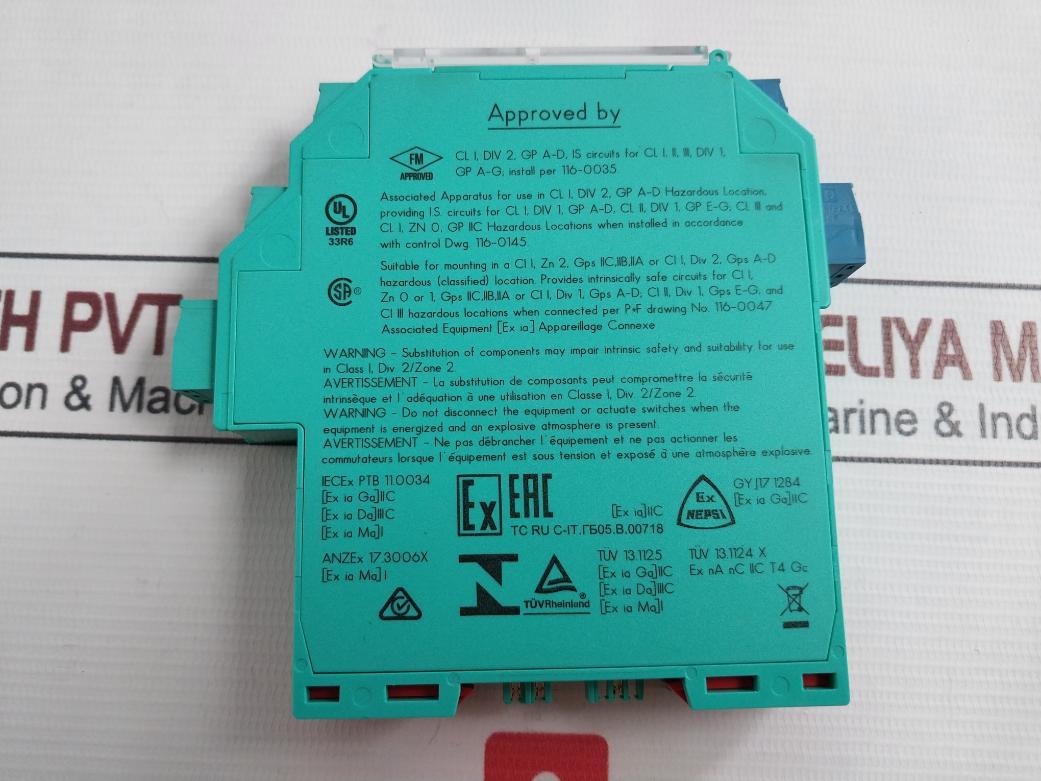 Approved by
FM
APPROVED
CL I, DIV 2, GP A-D, IS circuits for CL I, II, III, DIV 1,
GP A-G, install per 116-0035
UL
LISTED
33R6
Associated Apparatus for use in CL I, DIV 2, GP A-D Hazardous Location,
providing I.S. circuits for CL I, DIV 1, GP A-D, CL II, DIV 1, GP E-G, CL III and
CL I, ZN 0, GP IIC Hazardous Locations when installed in accordance
with control Dwg. 116-0145.
SA®
Suitable for mounting in a Cl I, Zn 2, Gps IIC,IIB,IIA or Cl I, Div 2, Gps A-D
hazardous (classified) location. Provides intrinsically safe circuits for Cl I,
Zn 0 or 1, Gps IIC,IIB,IIA or Cl I, Div 1, Gps A-D; Cl II, Div 1, Gps E-G, and
Cl III hazardous locations when connected per P+F drawing No. 116-0047
Associated Equipment [Ex ia] Appareillage Connexe
WARNING - Substitution of components may impair intrinsic safety and suitability for use
in Class I, Div. 2/Zone 2.
AVERTISSEMENT - La substitution de composants peut compromettre la sécurité
intrinsèque et l´adéquation à une utilisation en Classe I, Div. 2/Zone 2.
WARNING - Do not disconnect the equipment or actuate switches when the
equipment is energized and an explosive atmosphere is present.
AVERTISSEMENT - Ne pas débrancher l´équipement et ne pas actionner les
commutateurs lorsque l´équipement est sous tension et exposé à une atmosphère explosive.
IECEx PTB 11.0034
[Ex ia Ga]IIC
[Ex ia Da]IIIC
[Ex ia Ma]I
Ex
EAC
[Ex ia]IIC
TC RU C-IT.ГБ05.В.00718
Ex
NEPSI
GYJ17 1284
[Ex ia Ga]IIC
ANZEx 17.3006X
[Ex ia Ma] I
TÜVRheinland
®
TÜV 13.1125
[Ex ia Ga]IIC
[Ex ia Da]IIIC
[Ex ia Ma]I
TÜV 13.1124 X
Ex nA nC IIC T4 Gc
H PVT
ELIYA M
on & Mach
arine & Ind